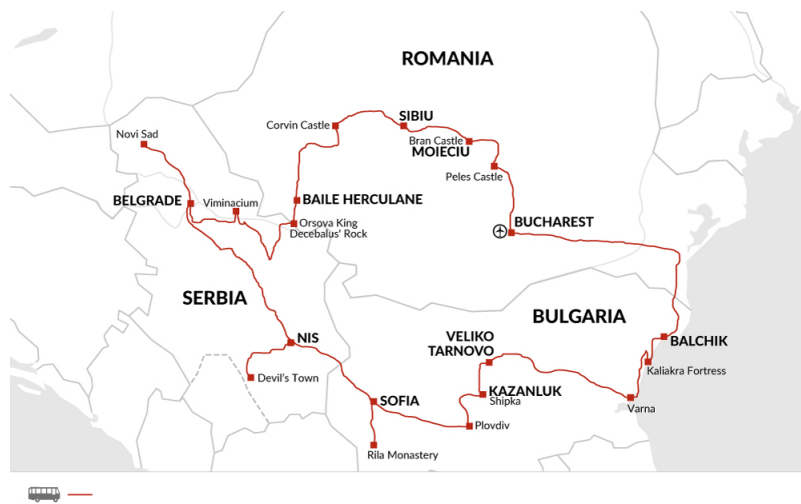 ROMANIA
SIBIU
Corvin Castle
Novi Sad
Bran Castle
MOIECIU
Peles Castle
BELGRADE
Viminacium
BAILE HERCULANE
Orsova King
Decebalus' Rock
BUCHAREST
SERBIA
BULGARIA
NIS
VELIKO
TARNOVO
BALCHIK
Kaliakra Fortress
Devil's Town
KAZANLUK
Shipka
SOFIA
Varna
Plovdiv
Rila Monastery